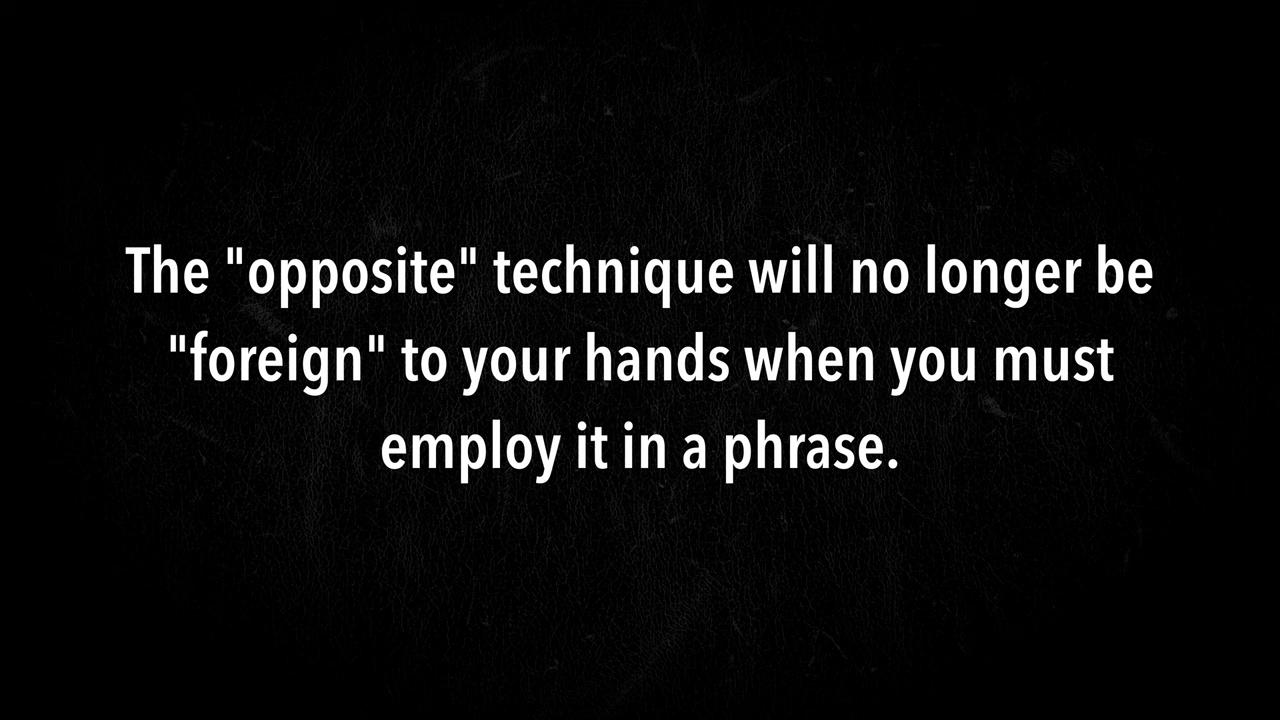 The "opposite" technique will no longer be
"foreign" to your hands when you must
employ it in a phrase.